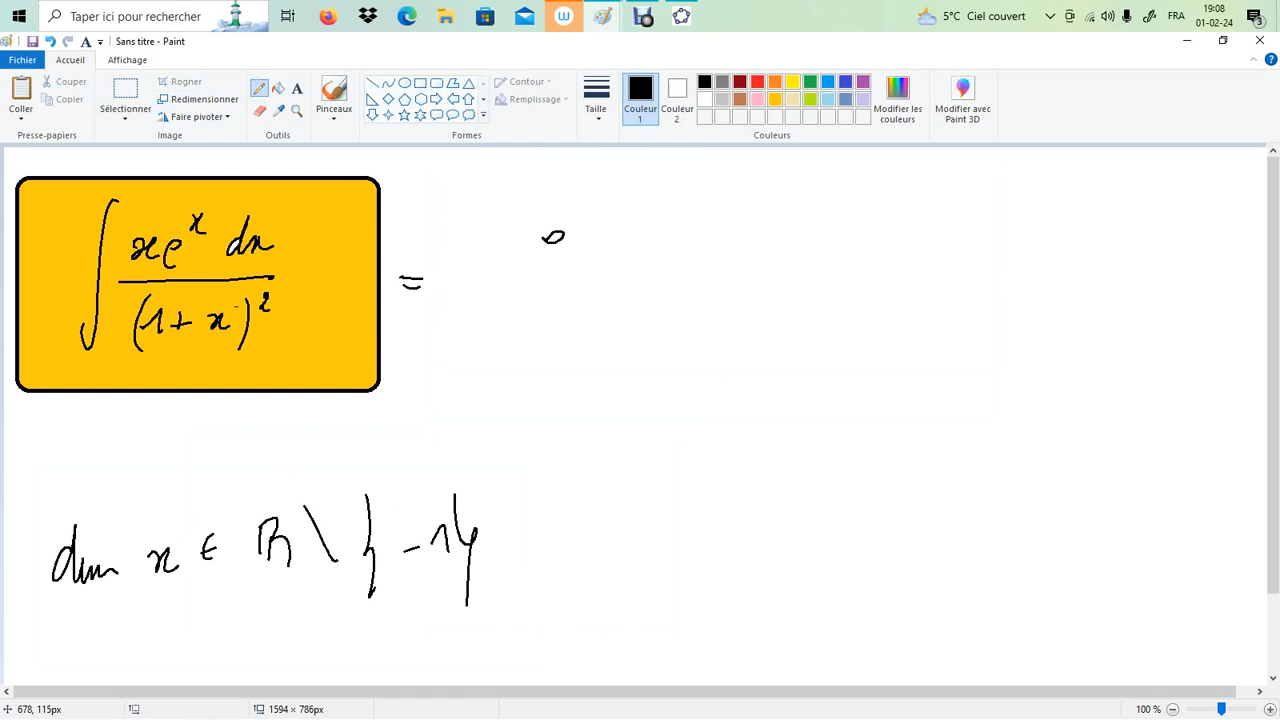 Taper ici pour rechercher
5°C Ciel couvert
FRA
19:08
01-02-24
3
Sans titre - Paint
Fichier Accueil Affichage
Coller
Couper
Copier
Presse-papiers
Sélectionner
Rogner
Redimensionner
Faire pivoter
Image
A
Outils
Pinceaux
Contour
Remplissage
Formes
Taille
Couleur 1
Couleur 2
Modifier les couleurs
Couleurs
Modifier avec Paint 3D
∫ xe^x dx / (1+x)^2 =
x ∈ ℝ \ {-1}
678, 115px
1594 × 786px
100 %